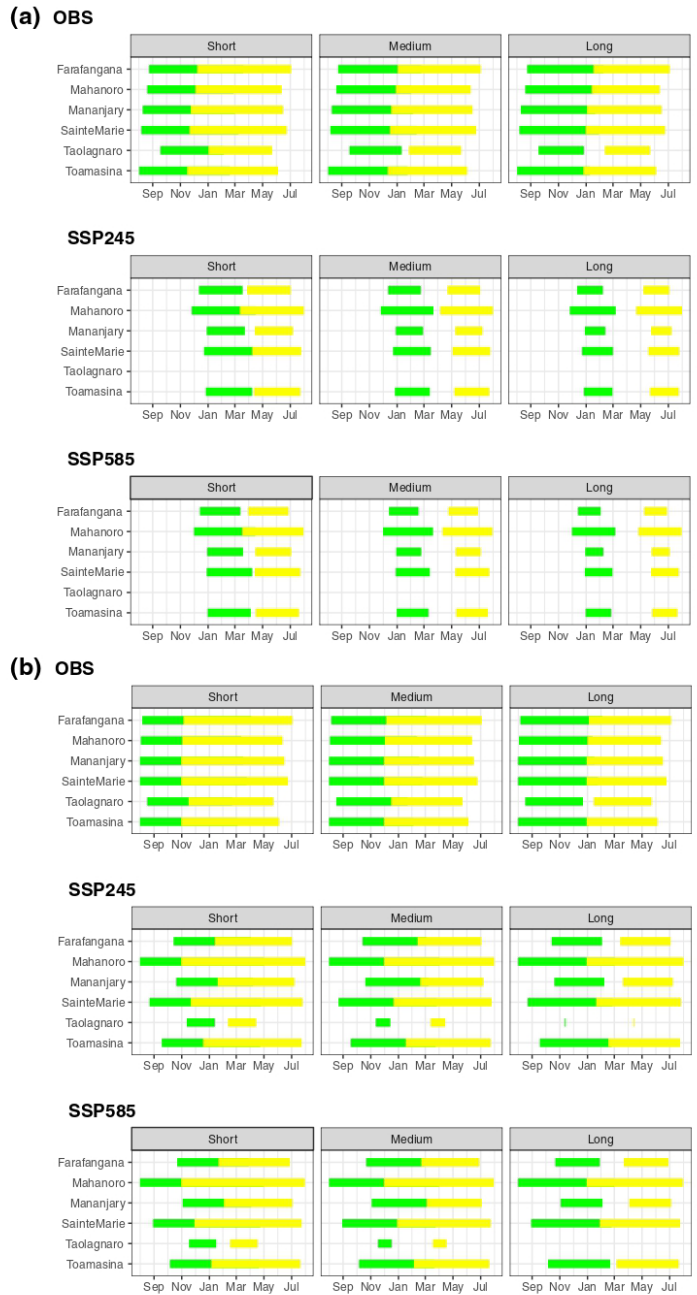 (a) OBS
Short Medium Long
Farafangana
Mahanoro
Mananjary
SainteMarie
Taolagnaro
Toamasina
Sep Nov Jan Mar May Jul Sep Nov Jan Mar May Jul Sep Nov Jan Mar May Jul
SSP245
Short Medium Long
Farafangana
Mahanoro
Mananjary
SainteMarie
Taolagnaro
Toamasina
Sep Nov Jan Mar May Jul Sep Nov Jan Mar May Jul Sep Nov Jan Mar May Jul
SSP585
Short Medium Long
Farafangana
Mahanoro
Mananjary
SainteMarie
Taolagnaro
Toamasina
Sep Nov Jan Mar May Jul Sep Nov Jan Mar May Jul Sep Nov Jan Mar May Jul
(b) OBS
Short Medium Long
Farafangana
Mahanoro
Mananjary
SainteMarie
Taolagnaro
Toamasina
Sep Nov Jan Mar May Jul Sep Nov Jan Mar May Jul Sep Nov Jan Mar May Jul
SSP245
Short Medium Long
Farafangana
Mahanoro
Mananjary
SainteMarie
Taolagnaro
Toamasina
Sep Nov Jan Mar May Jul Sep Nov Jan Mar May Jul Sep Nov Jan Mar May Jul
SSP585
Short Medium Long
Farafangana
Mahanoro
Mananjary
SainteMarie
Taolagnaro
Toamasina
Sep Nov Jan Mar May Jul Sep Nov Jan Mar May Jul Sep Nov Jan Mar May Jul